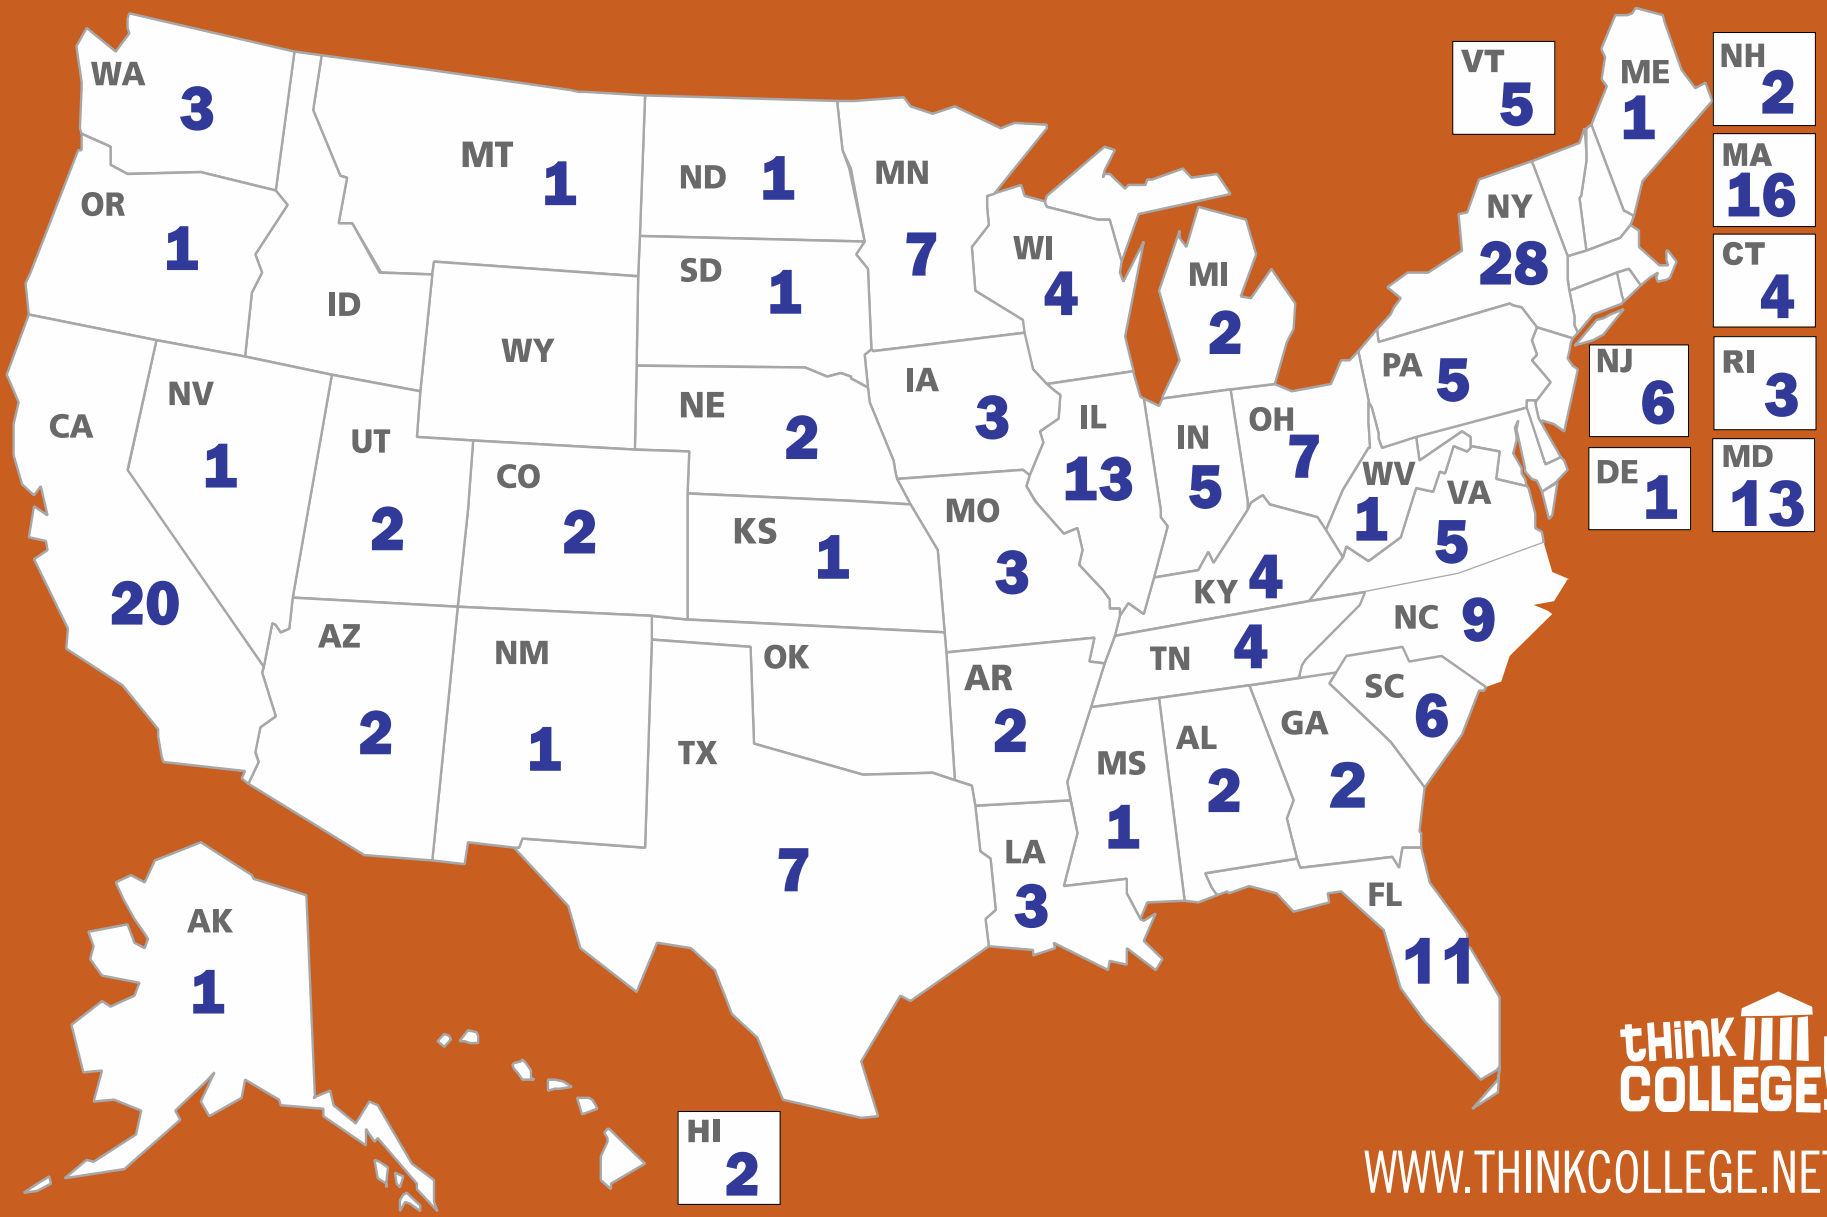 WA
3
OR
1
CA
20
NV
1
ID
MT
1
WY
UT
2
CO
2
AZ
2
NM
1
ND
1
SD
1
NE
2
KS
1
OK
TX
7
MN
7
IA
3
MO
3
AR
2
LA
3
WI
4
IL
13
MI
2
IN
5
OH
7
KY
4
TN
4
MS
1
AL
2
GA
2
FL
11
SC
6
NC
9
VA
5
WV
1
PA
5
NY
28
VT
5
ME
1
NH
2
MA
16
CT
4
RI
3
NJ
6
DE
1
MD
13
AK
1
HI
2
THiNK
COLLEGE
WWW.THINKCOLLEGE.NE